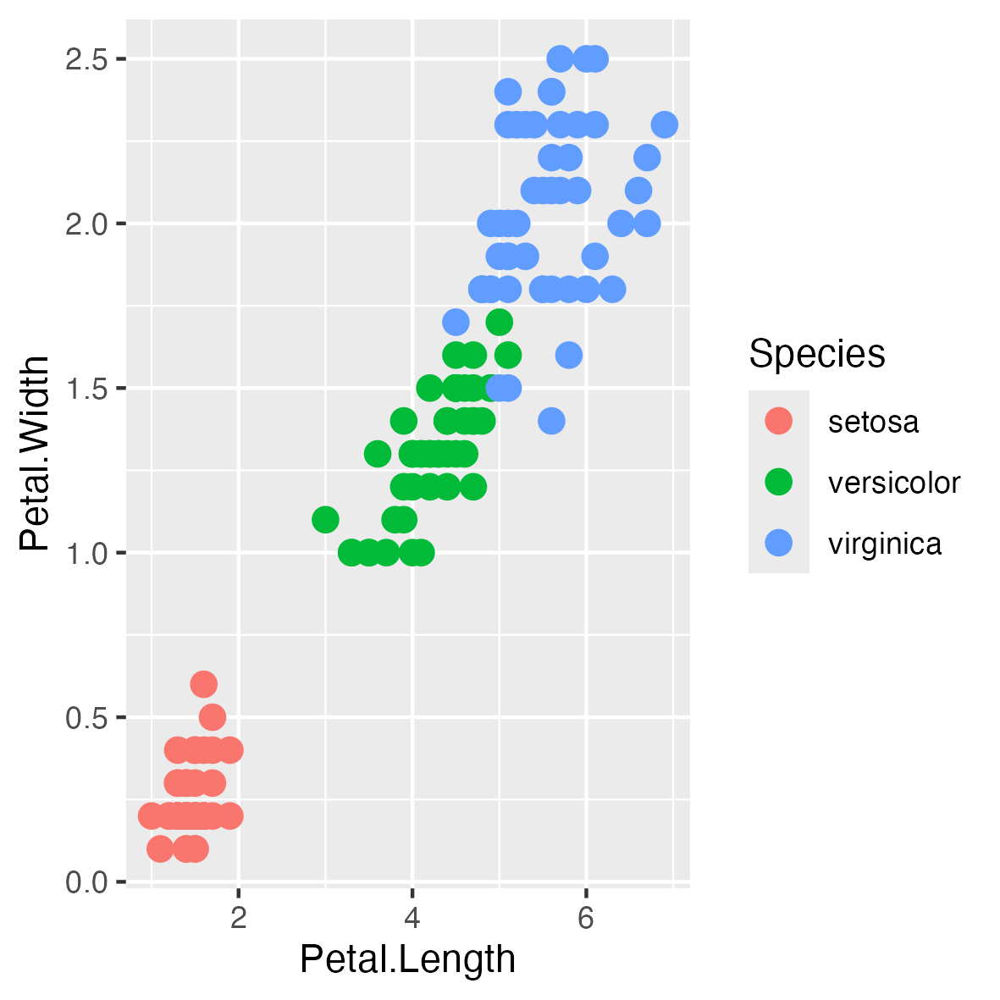 2.5
2.0
1.5
1.0
0.5
0.0
Petal.Width
2 4 6
Petal.Length
Species
setosa
versicolor
virginica